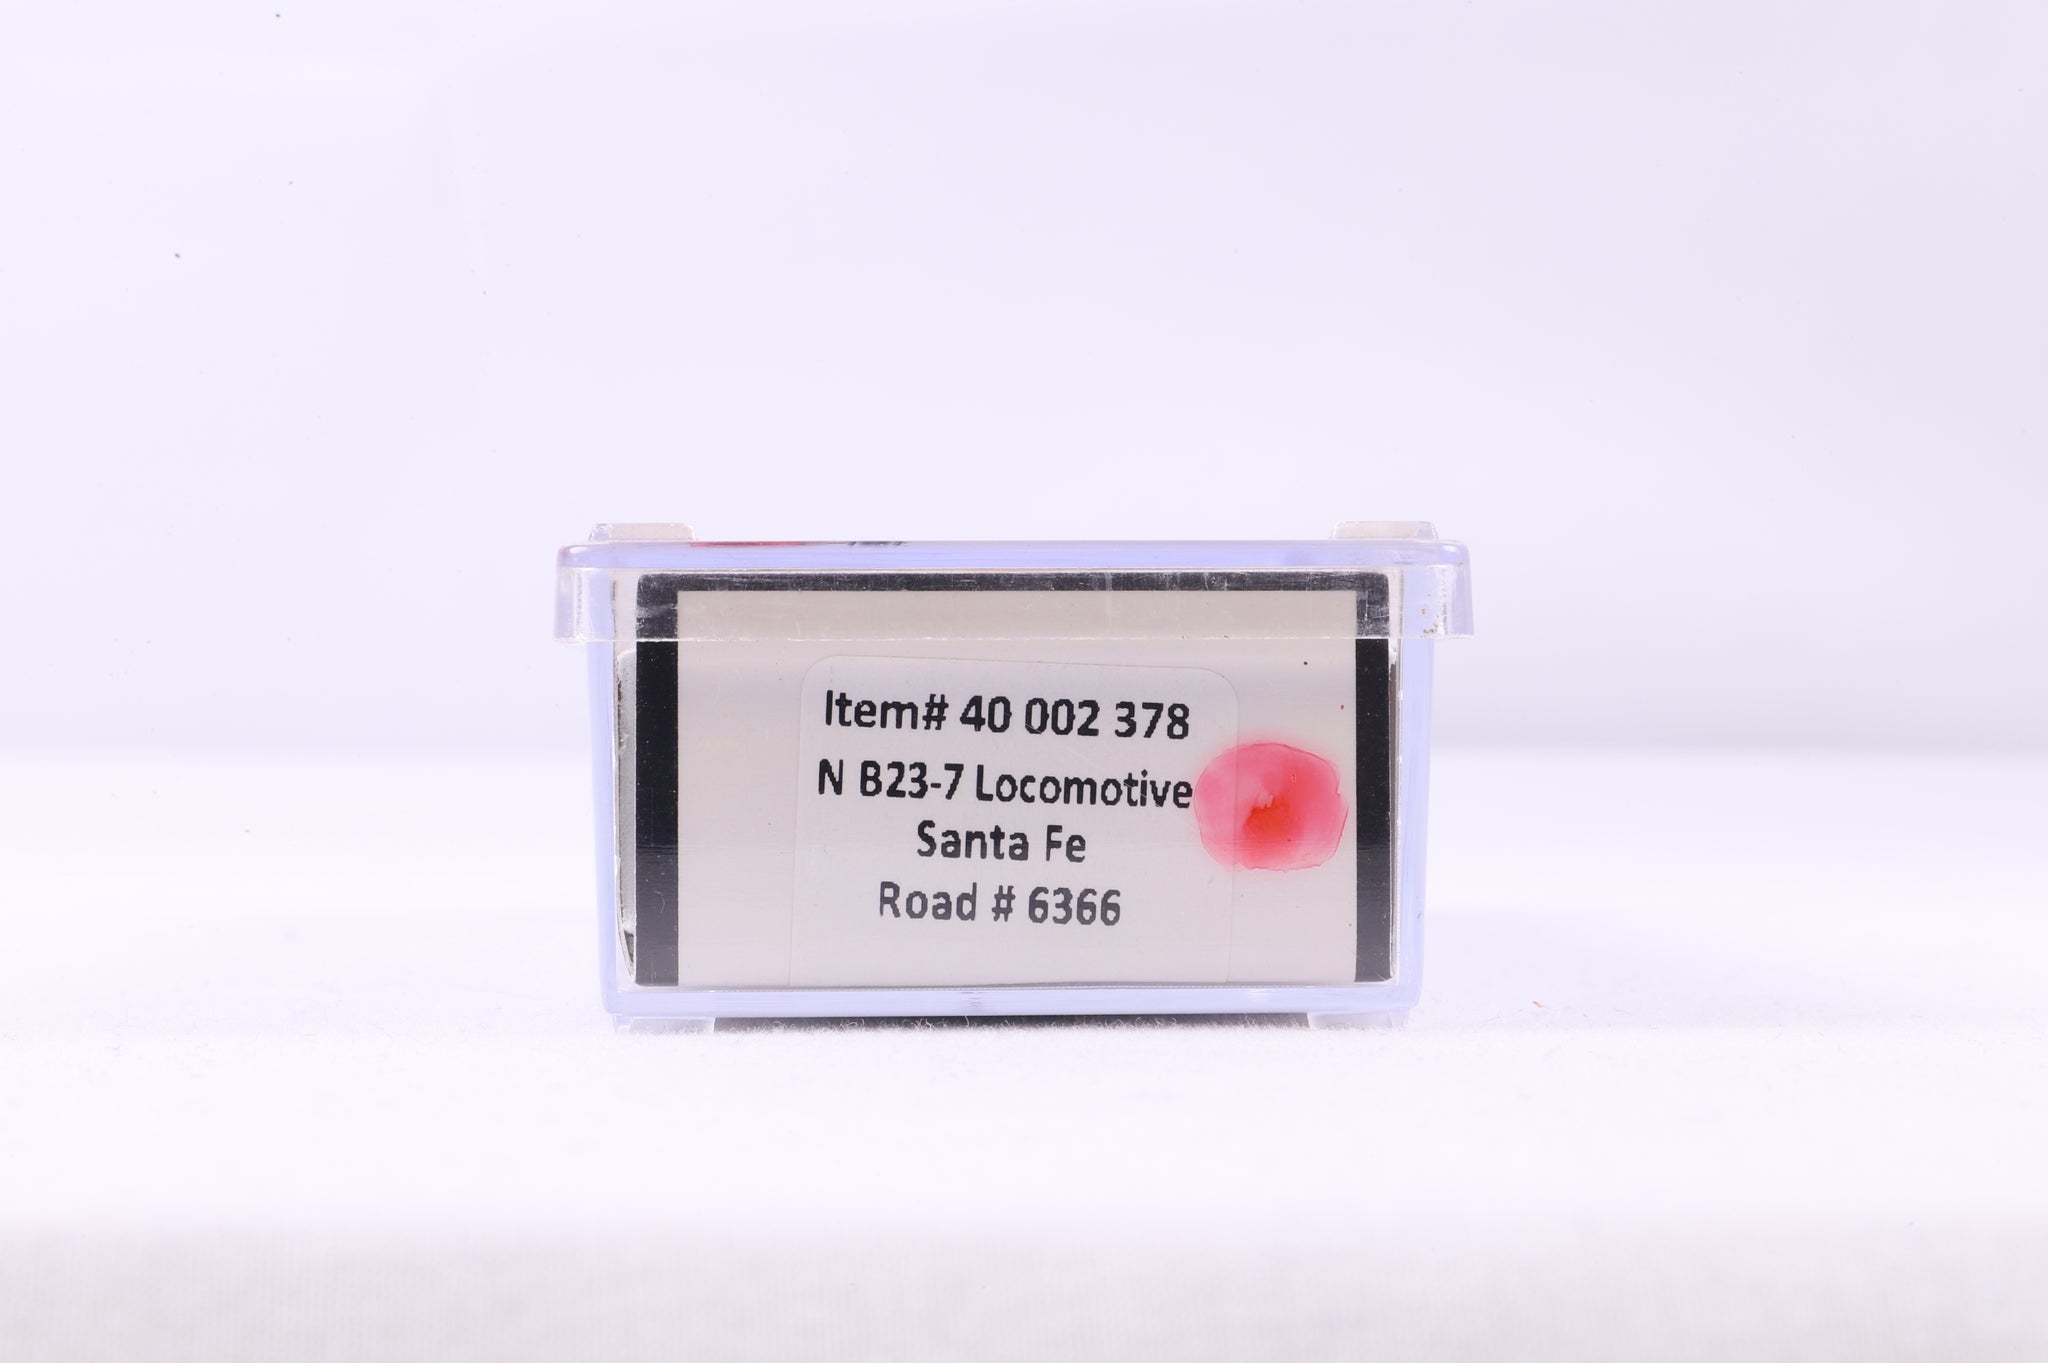 Item# 40 002 378
N B23-7 Locomotive
Santa Fe
Road # 6366